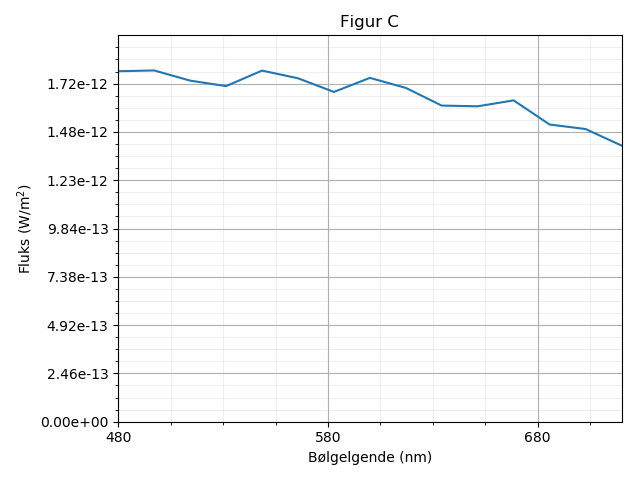 Figur C
1.72e-12
1.48e-12
1.23e-12
9.84e-13
7.38e-13
4.92e-13
2.46e-13
0.00e+00
Fluks (W/m²)
480 580 680
Bølgelgende (nm)